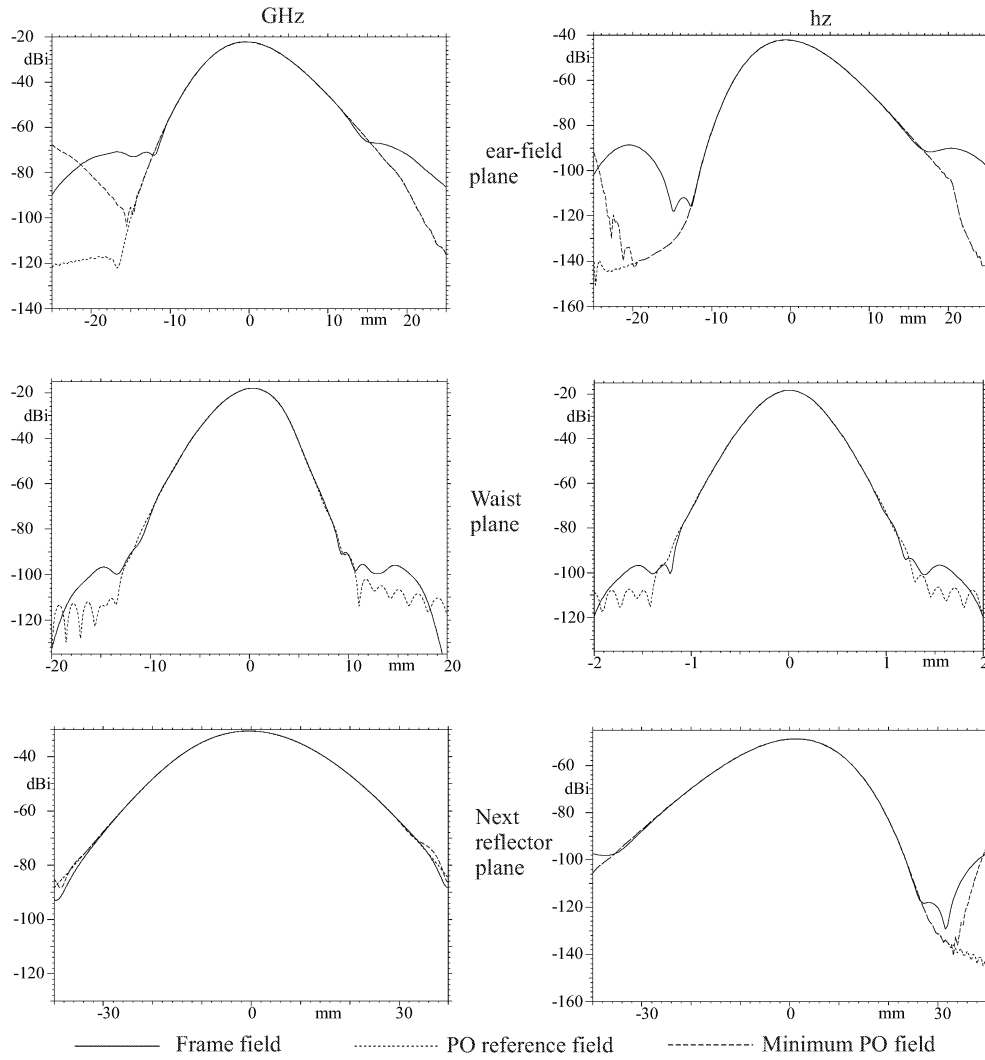 GHz
hz
-20
dBi
-40
-60
-80
-100
-120
-140
-20
-10
0
10
mm
20
-40
dBi
-60
-80
-100
-120
-140
-160
-20
-10
0
10
mm
20
ear-field
plane
-20
dBi
-40
-60
-80
-100
-120
-20
-10
0
10
mm
20
-20
dBi
-40
-60
-80
-100
-120
-2
-1
0
1
mm
2
Waist
plane
-40
dBi
-60
-80
-100
-120
-30
0
mm
30
-60
dBi
-80
-100
-120
-140
-160
-30
0
mm
30
Next
reflector
plane
Frame field
PO reference field
Minimum PO field